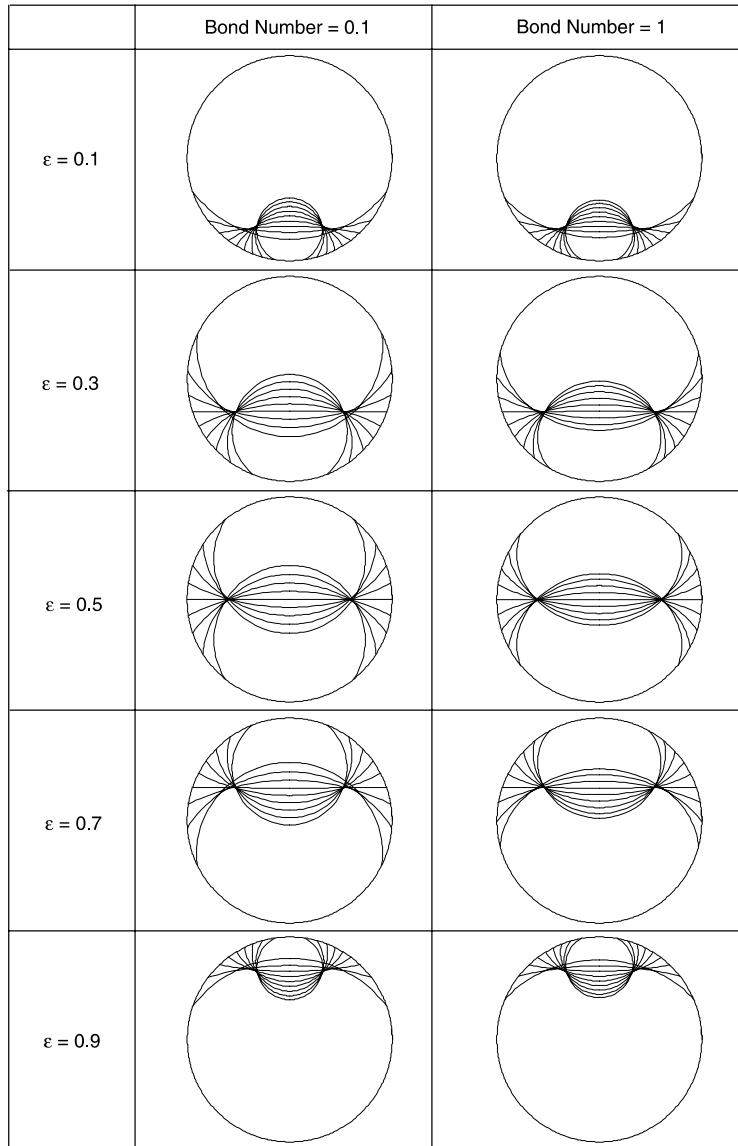 Bond Number = 0.1
Bond Number = 1
ε = 0.1
ε = 0.3
ε = 0.5
ε = 0.7
ε = 0.9